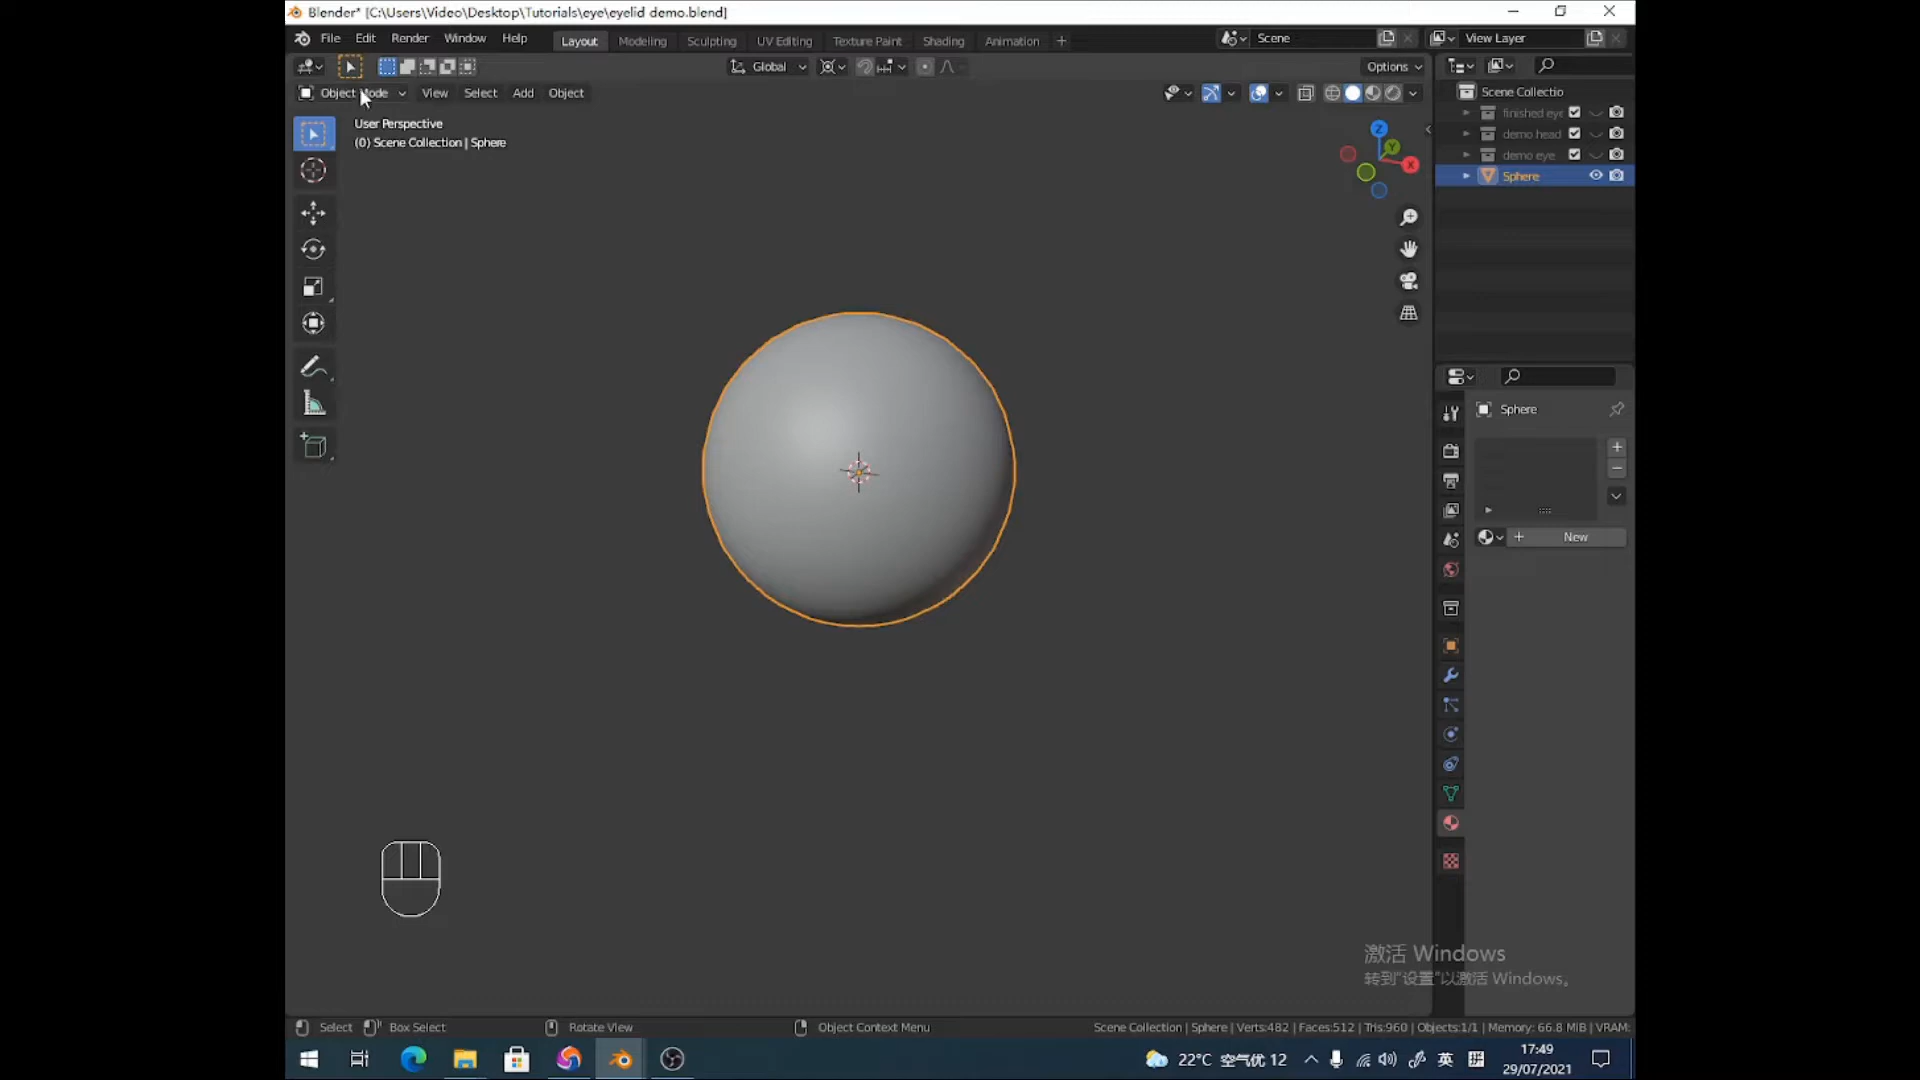 Blender* [C:\Users\Video\Desktop\Tutorials\eye\eyelid demo.blend]
File Edit Render Window Help Layout Modeling Sculpting UV Editing Texture Paint Shading Animation + Scene View Layer
Global Options
Object Mode View Select Add Object
User Perspective
(0) Scene Collection | Sphere
Z
Y
X
Scene Collectio
finished eye
demo head
demo eye
Sphere
Sphere
New
激活 Windows
转到"设置"以激活 Windows。
Select Box Select Rotate View Object Context Menu Scene Collection | Sphere | Verts:482 | Faces:512 | Tris:960 | Objects:1/1 | Memory: 66.8 MiB | VRAM:
22°C 空气优 12 英 拼 17:49
29/07/2021